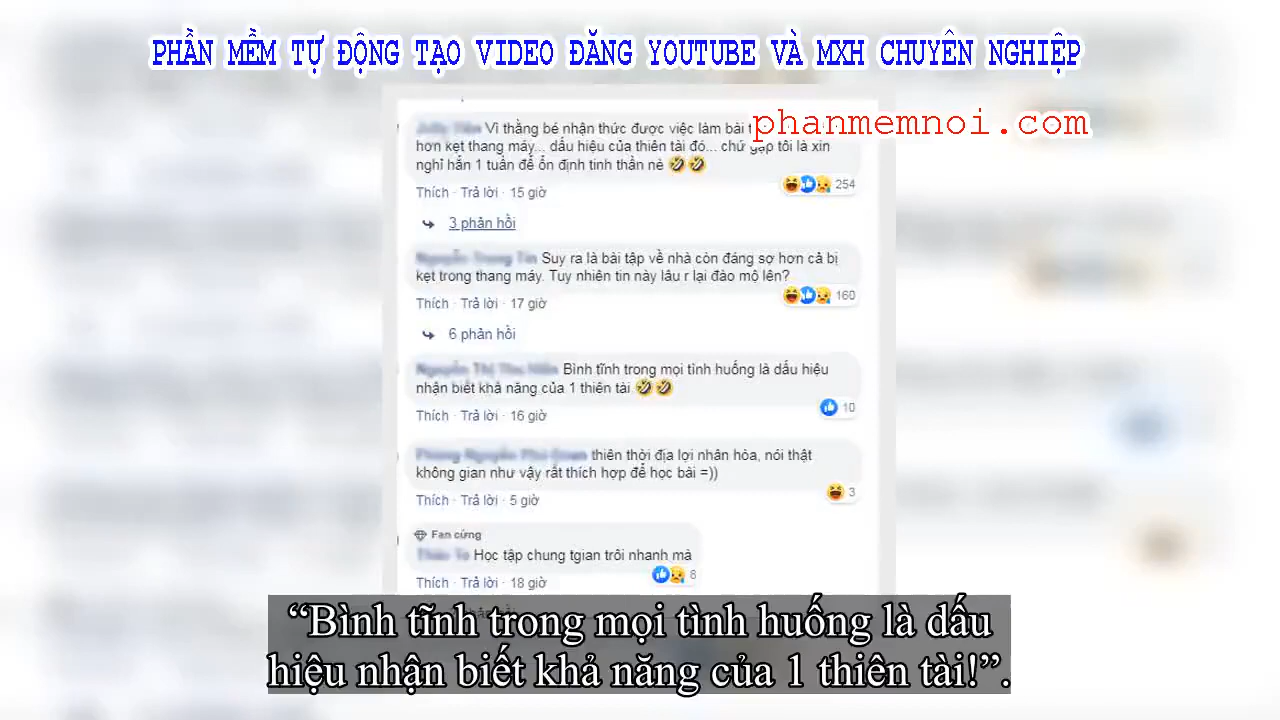 PHẦN MỀM TỰ ĐỘNG TẠO VIDEO ĐĂNG YOUTUBE VÀ MXH CHUYÊN NGHIỆP
phanmemnoi.com
Vì thằng bé nhận thức được việc làm bài
hơn kẹt thang máy... dấu hiệu của thiên tài đó... chứ gặp tôi là xin
nghỉ hẳn 1 tuần để ổn định tinh thần nè 🤣🤣
254
Thích · Trả lời · 15 giờ
3 phản hồi
Suy ra là bài tập về nhà còn đáng sợ hơn cả bị
kẹt trong thang máy. Tuy nhiên tin này lâu r lại đào mộ lên?
160
Thích · Trả lời · 17 giờ
6 phản hồi
Bình tĩnh trong mọi tình huống là dấu hiệu
nhận biết khả năng của 1 thiên tài 🤣🤣
10
Thích · Trả lời · 16 giờ
thiên thời địa lợi nhân hòa, nói thật
không gian như vậy rất thích hợp để học bài =))
3
Thích · Trả lời · 5 giờ
Fan cứng
Học tập chung tgian trôi nhanh mà
8
Thích · Trả lời · 18 giờ
“Bình tĩnh trong mọi tình huống là dấu
hiệu nhận biết khả năng của 1 thiên tài!”.